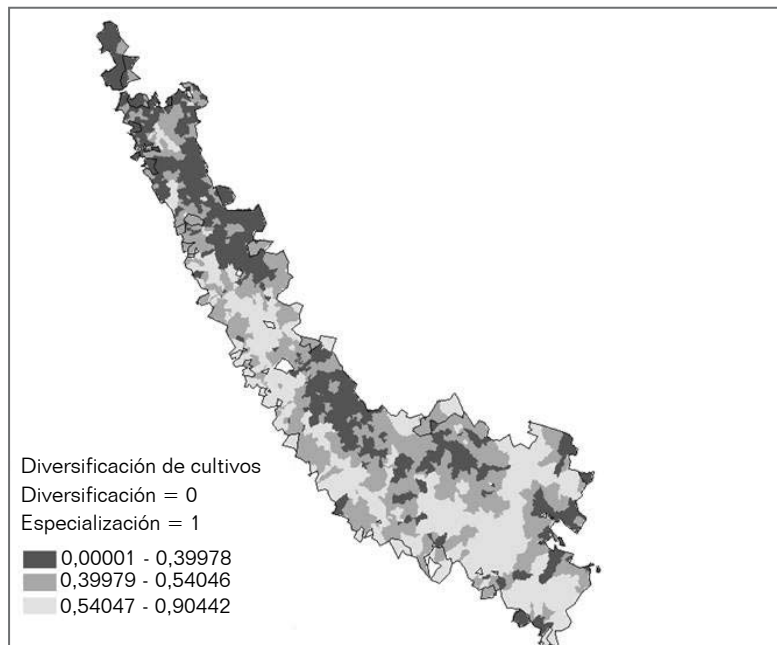 Diversificación de cultivos
Diversificación = 0
Especialización = 1
0,00001 - 0,39978
0,39979 - 0,54046
0,54047 - 0,90442